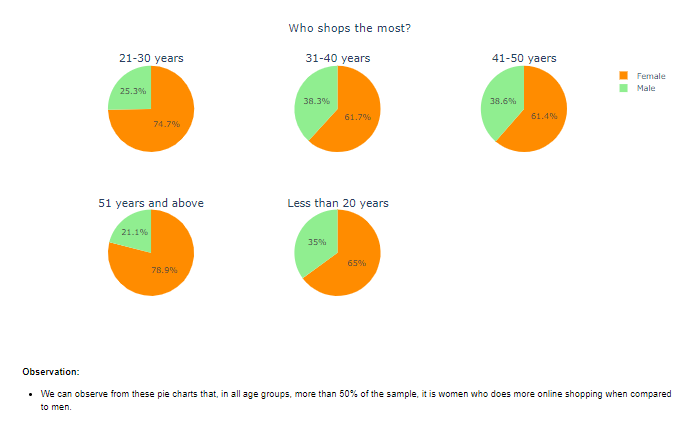 Who shops the most?
21-30 years
31-40 years
41-50 yaers
Female
Male
25.3%
74.7%
38.3%
61.7%
38.6%
61.4%
51 years and above
Less than 20 years
21.1%
78.9%
35%
65%
Observation:
• We can observe from these pie charts that, in all age groups, more than 50% of the sample, it is women who does more online shopping when compared
to men.